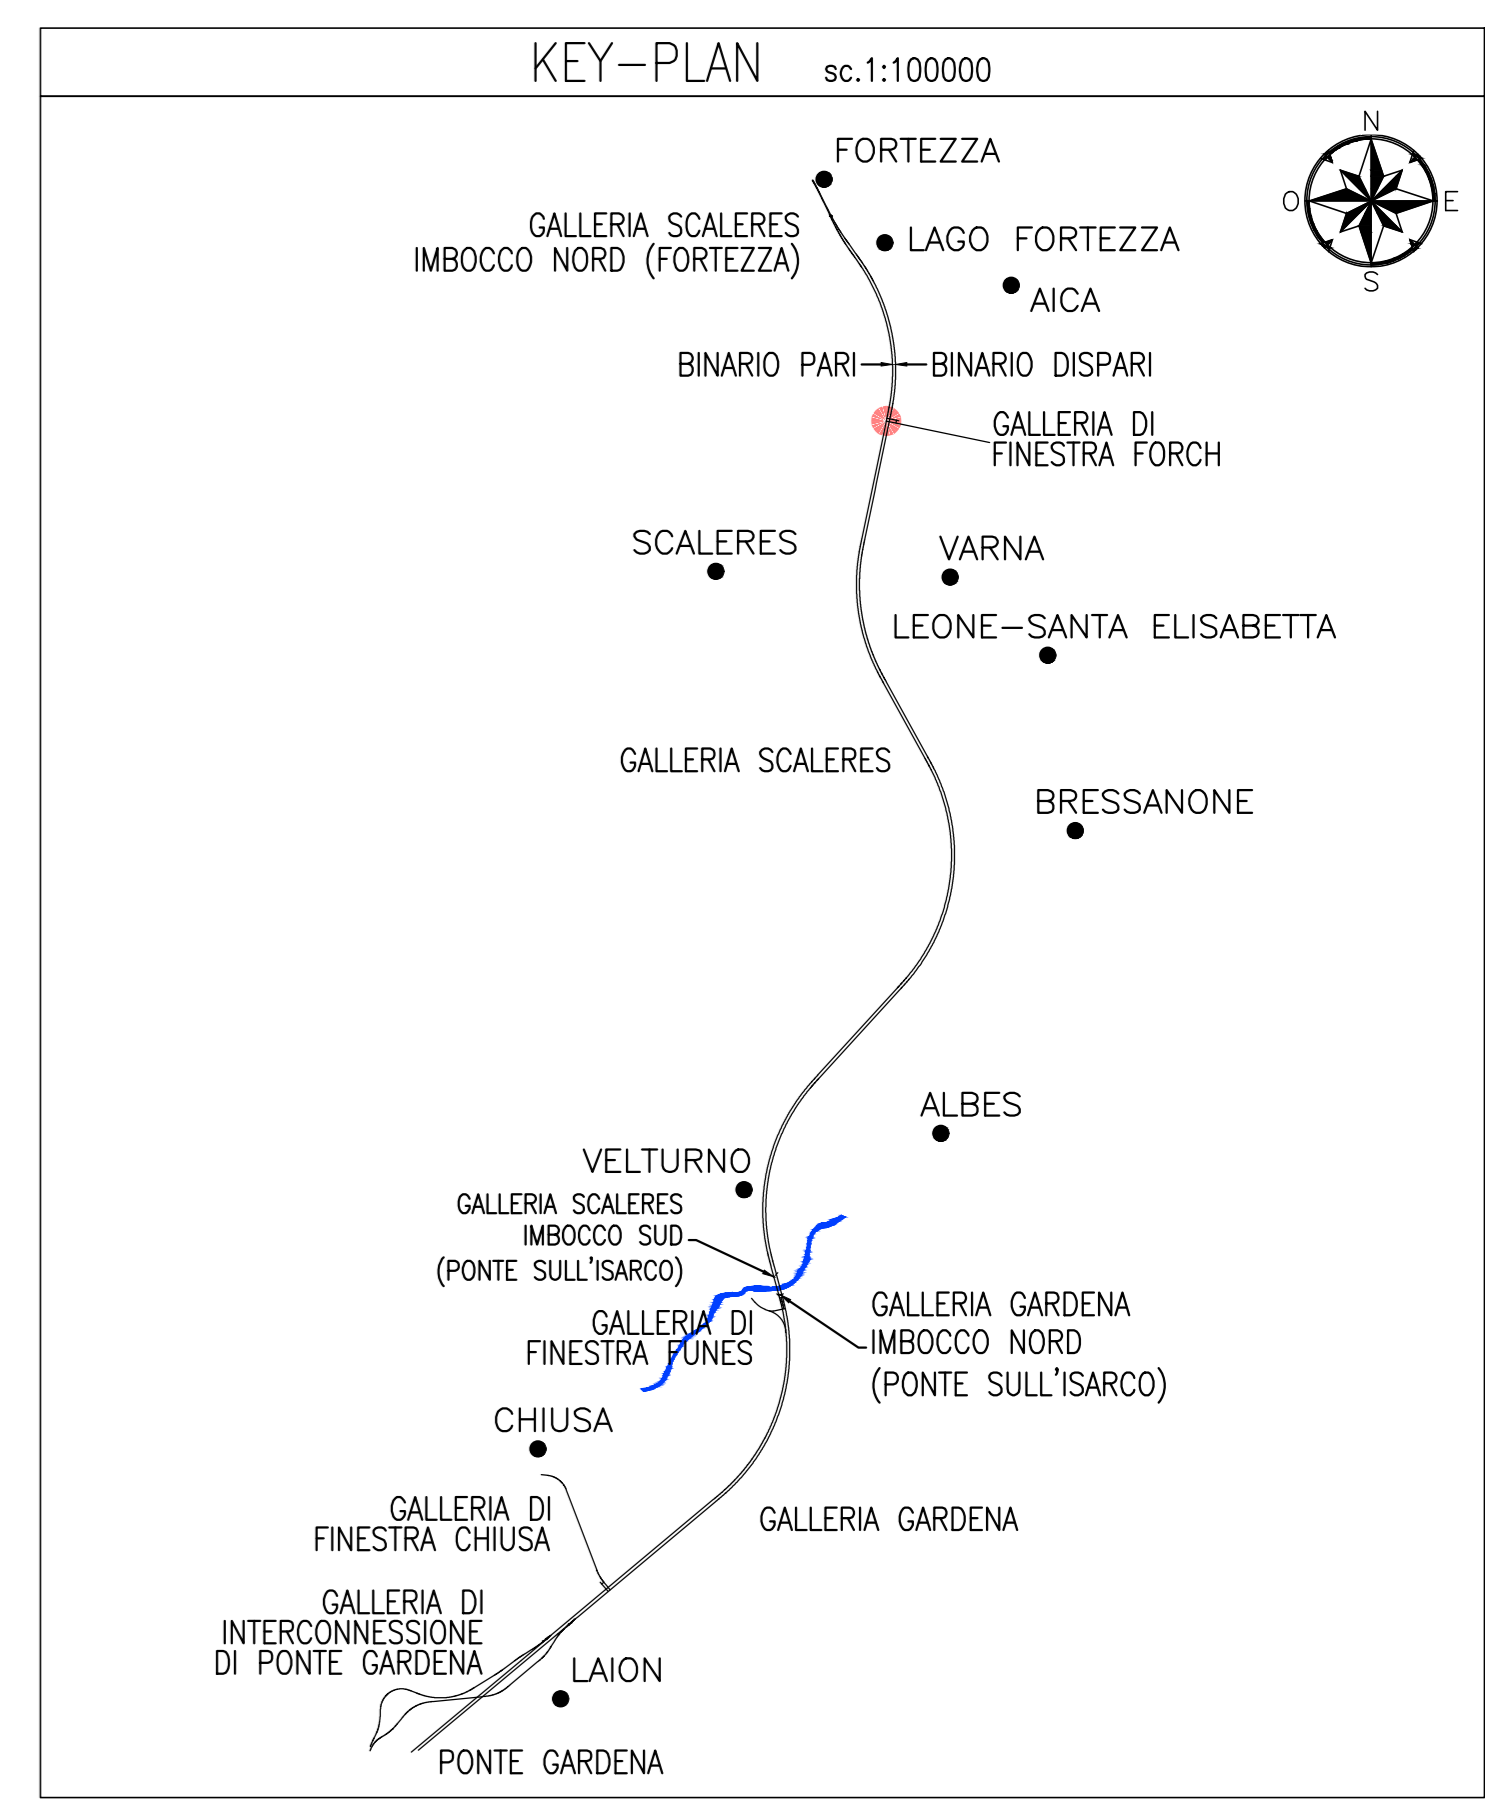 KEY-PLAN sc.1:100000
N
O
E
S
FORTEZZA
GALLERIA SCALERES
IMBOCCO NORD (FORTEZZA)
LAGO FORTEZZA
AICA
BINARIO PARI
BINARIO DISPARI
GALLERIA DI
FINESTRA FORCH
SCALERES
VARNA
LEONE-SANTA ELISABETTA
GALLERIA SCALERES
BRESSANONE
ALBES
VELTURNO
GALLERIA SCALERES
IMBOCCO SUD
(PONTE SULL'ISARCO)
GALLERIA DI
FINESTRA FUNES
GALLERIA GARDENA
IMBOCCO NORD
(PONTE SULL'ISARCO)
CHIUSA
GALLERIA DI
FINESTRA CHIUSA
GALLERIA GARDENA
GALLERIA DI
INTERCONNESSIONE
DI PONTE GARDENA
LAION
PONTE GARDENA